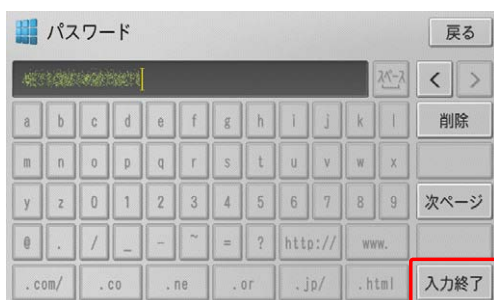 パスワード 戻る
スペース < >
a b c d e f g h i j k l 削除
m n o p q r s t u v w x
y z 0 1 2 3 4 5 6 7 8 9 次ページ
@ . / _ - ~ = ? http:// www.
.com/ .co .ne .or .jp/ .html 入力終了